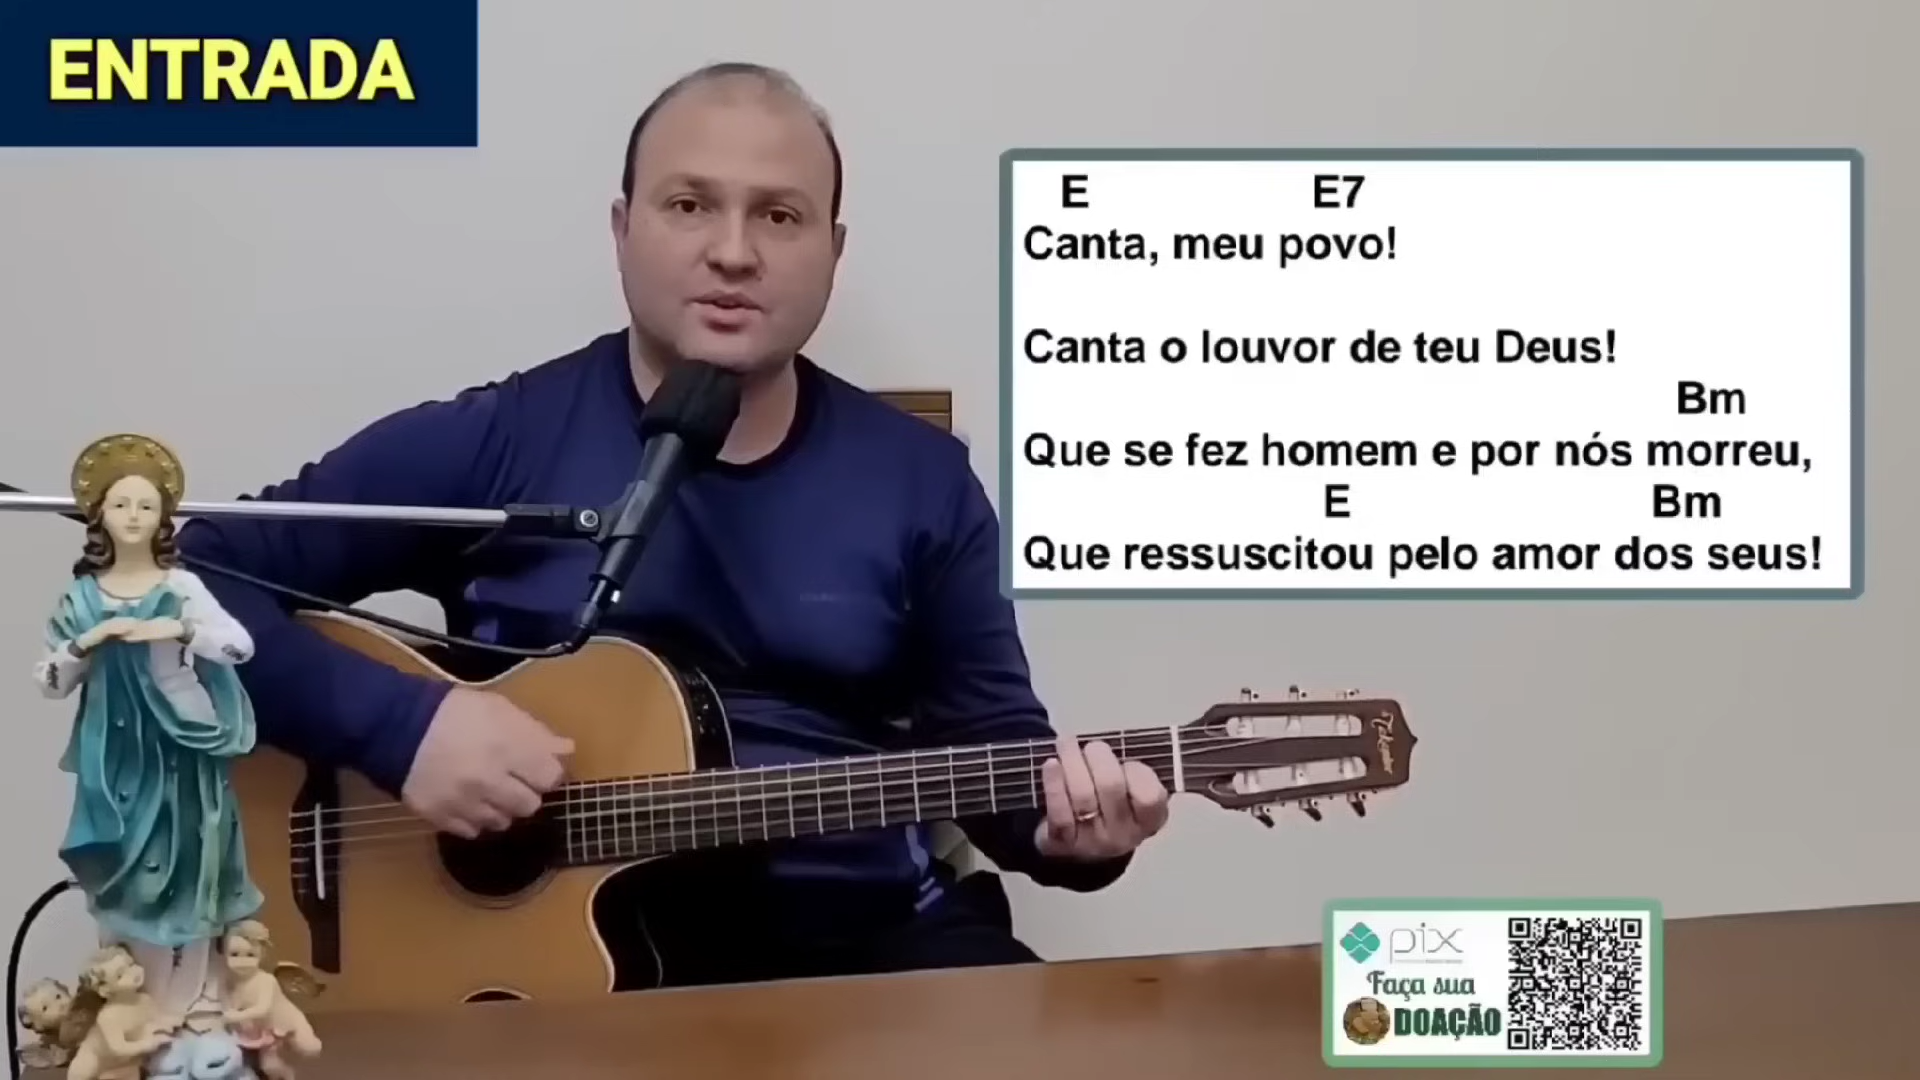 ENTRADA
E E7
Canta, meu povo!
Canta o louvor de teu Deus!
Bm
Que se fez homem e por nós morreu,
E Bm
Que ressuscitou pelo amor dos seus!
pix
Faça sua
DOAÇÃO